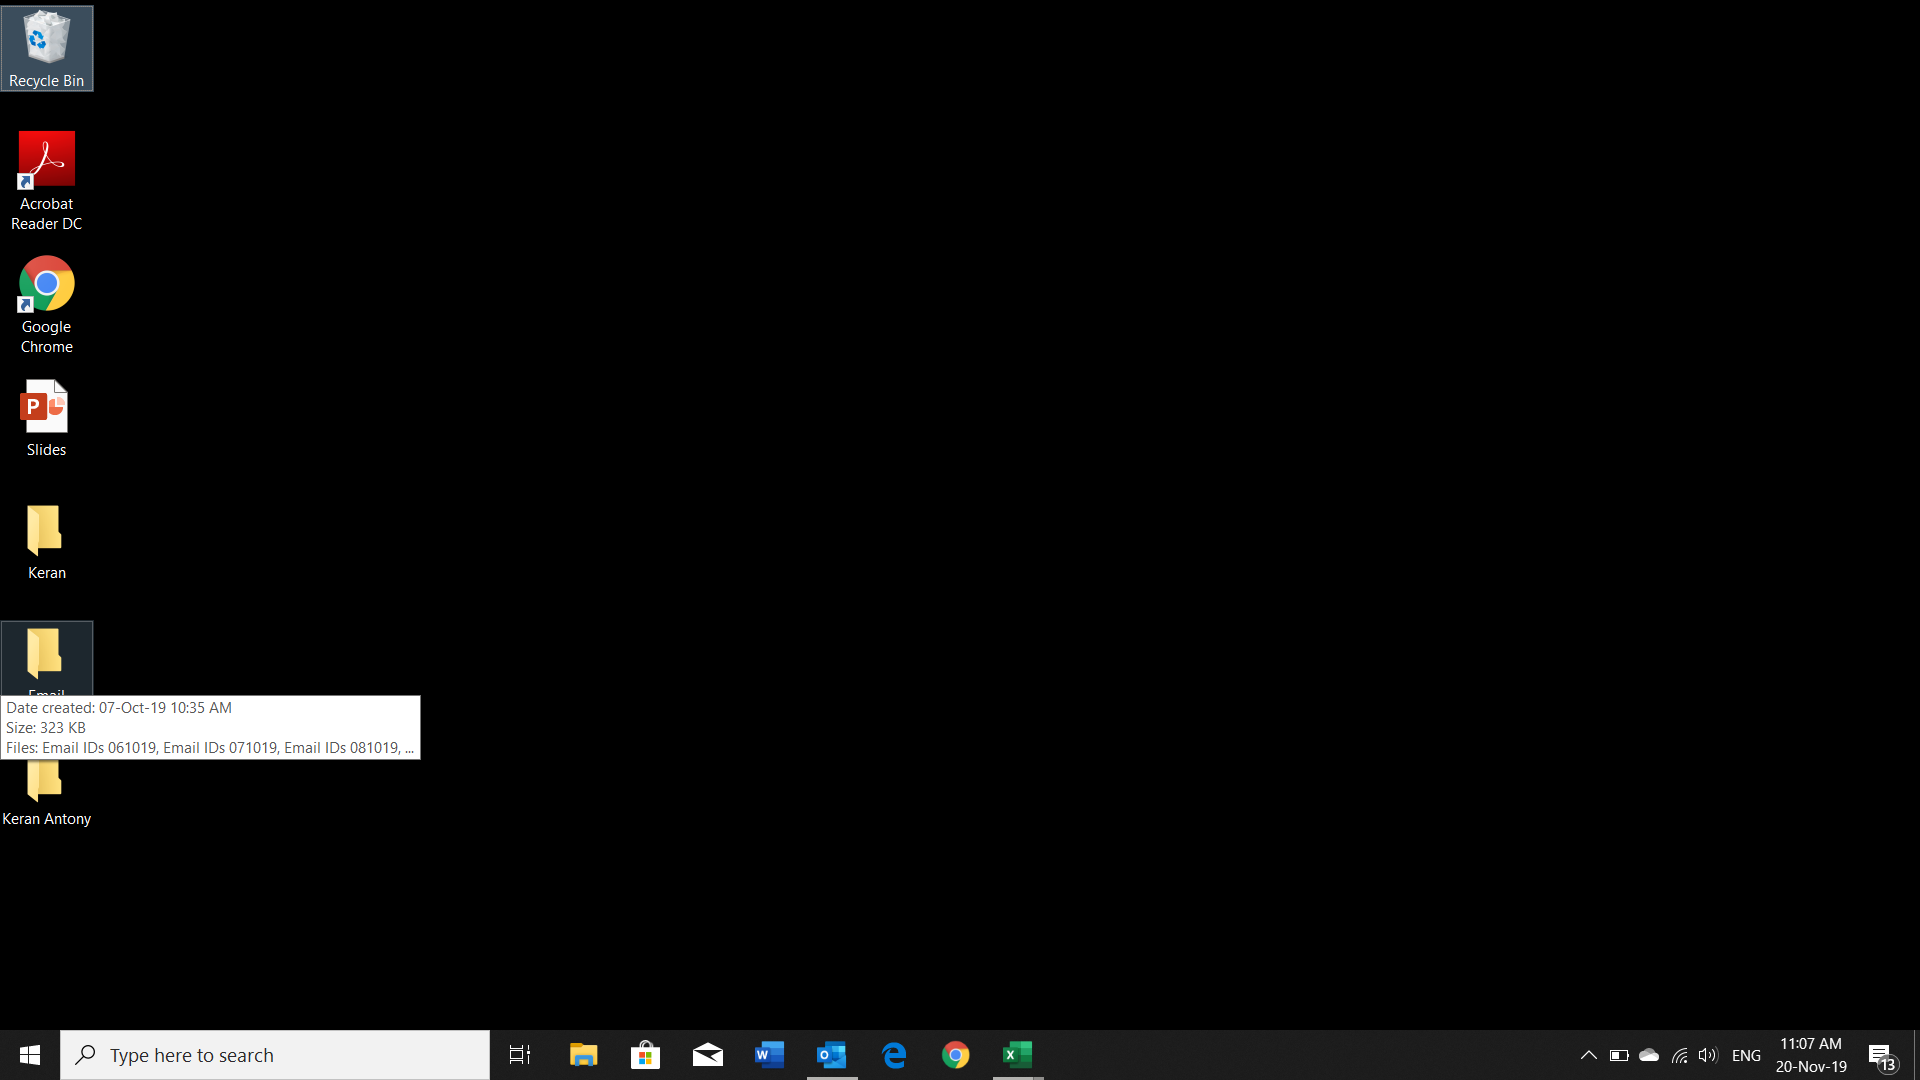 Recycle Bin
Acrobat
Reader DC
Google
Chrome
P
Slides
Keran
Email
Date created: 07-Oct-19 10:35 AM
Size: 323 KB
Files: Email IDs 061019, Email IDs 071019, Email IDs 081019, ...
Keran Antony
Type here to search
W
O
X
ENG
11:07 AM
20-Nov-19
13